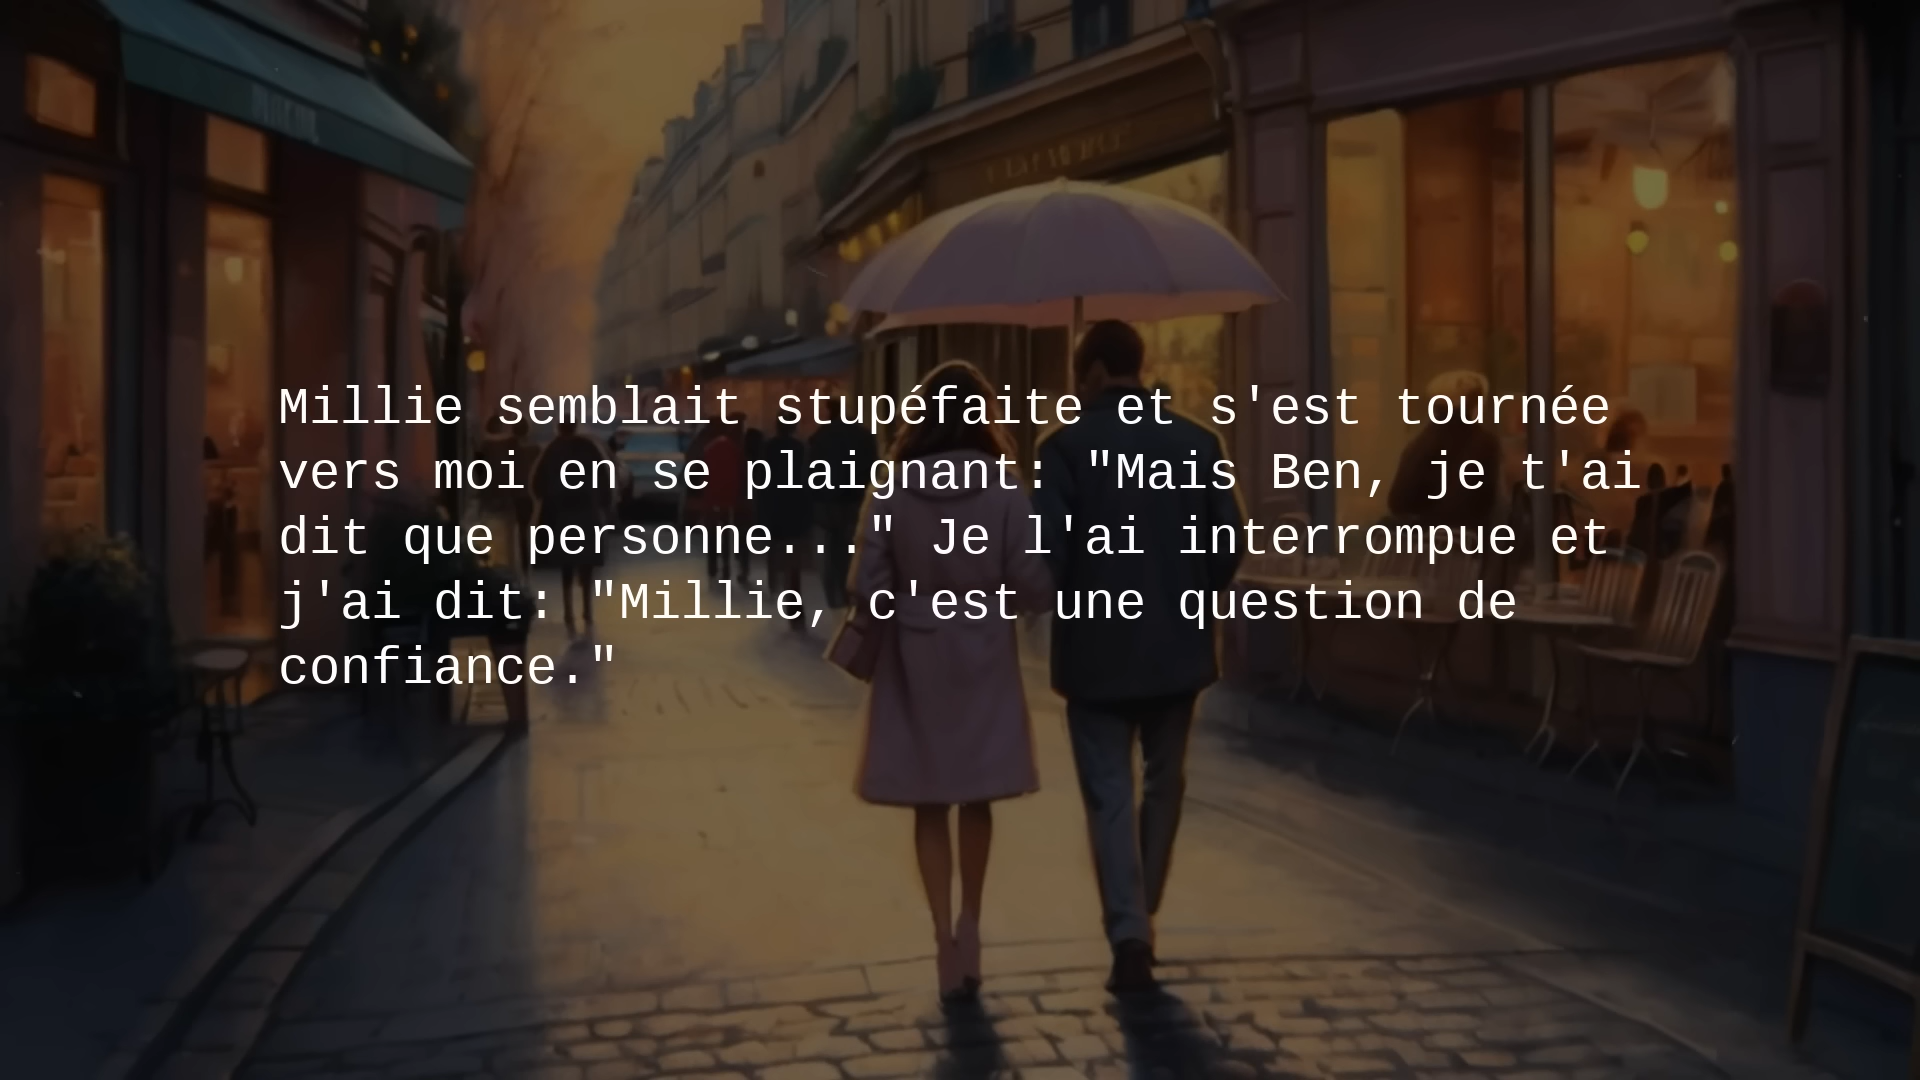 Millie semblait stupéfaite et s'est tournée
vers moi en se plaignant: "Mais Ben, je t'ai
dit que personne..." Je l'ai interrompue et
j'ai dit: "Millie, c'est une question de
confiance."